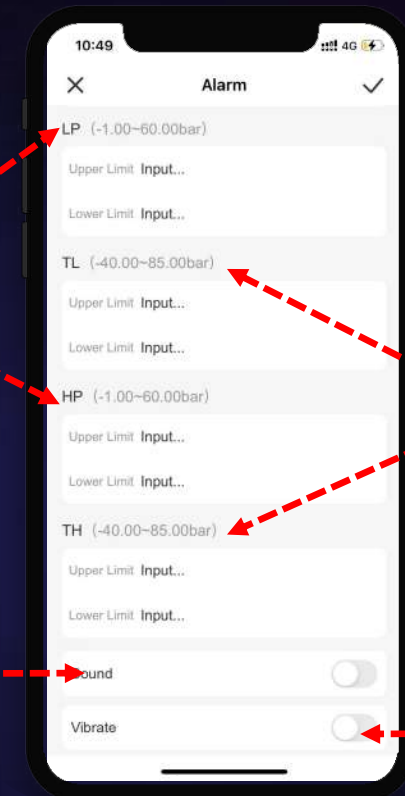 10:49 4G
Alarm
LP (-1.00~60.00bar)
Upper Limit Input...
Lower Limit Input...
TL (-40.00~85.00bar)
Upper Limit Input...
Lower Limit Input...
HP (-1.00~60.00bar)
Upper Limit Input...
Lower Limit Input...
TH (-40.00~85.00bar)
Upper Limit Input...
Lower Limit Input...
Sound
Vibrate